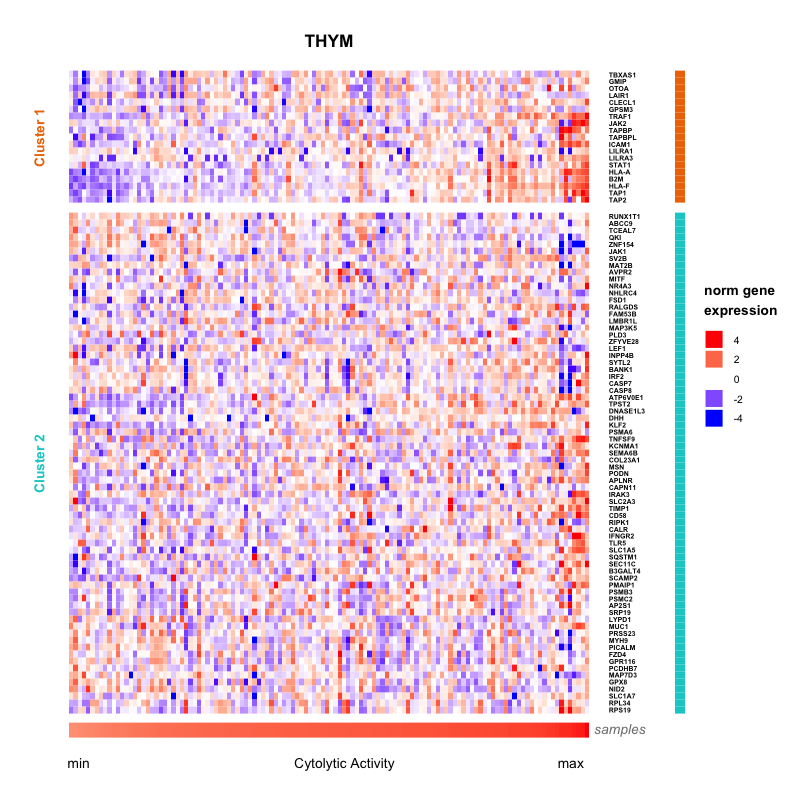 THYM
Cluster 1
TBXAS1
GMIP
OTOA
LAIR1
CLECL1
GPSM3
TRAF1
JAK2
TAPBP
TAPBPL
ICAM1
LILRA1
LILRA3
STAT1
HLA-A
B2M
HLA-F
TAP1
TAP2
Cluster 2
RUNX1T1
ABCC9
TCEAL7
QKI
ZNF154
JAK1
SV2B
MAT2B
AVPR2
MITF
NR4A3
NHLRC4
FSD1
RALGDS
FAM53B
LMBR1L
MAP3K5
PLD3
ZFYVE28
LEF1
INPP4B
SYTL2
BANK1
IRF2
CASP7
CASP8
ATP6V0E1
TPST2
DNASE1L3
DHH
KLF2
PSMA6
TNFSF9
KCNMA1
SEMA6B
COL23A1
MSN
PODN
APLNR
CAPN11
IRAK3
SLC2A3
TIMP1
CD58
RIPK1
CALR
IFNGR2
TLR5
SLC1A5
SQSTM1
SEC11C
B3GALT4
SCAMP2
PMAIP1
PSMB3
PSMC2
AP2S1
SRP19
LYPD1
MUC1
PRSS23
MYH9
PICALM
FZD4
GPR116
PCDHB7
MAP7D3
GPX8
NID2
SLC1A7
RPL34
RPS19
norm gene
expression
4
2
0
-2
-4
samples
min Cytolytic Activity max